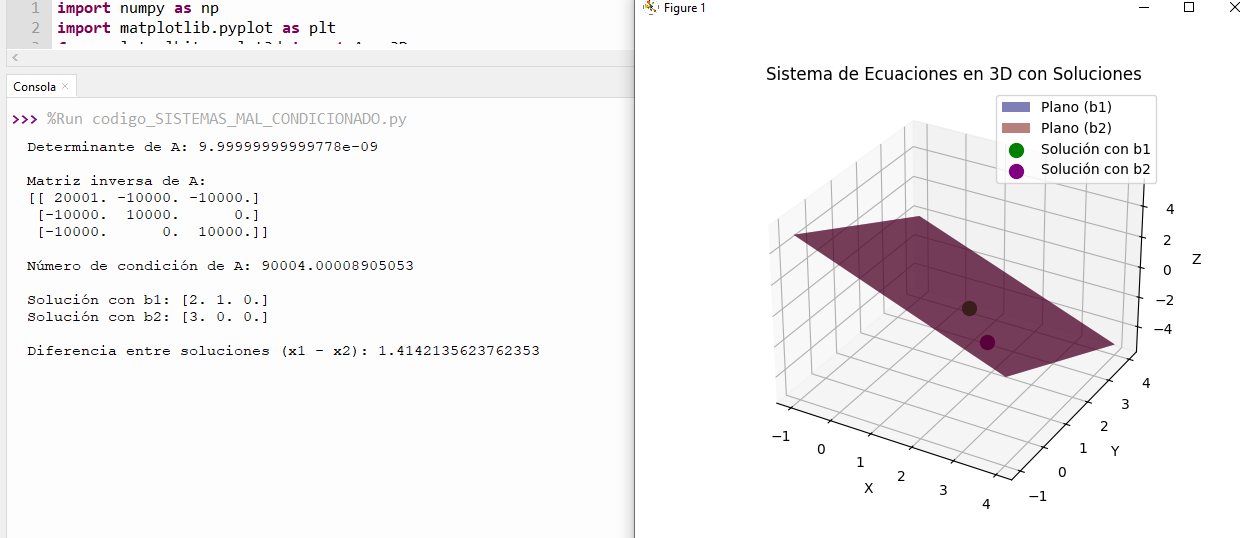 1 import numpy as np
2 import matplotlib.pyplot as plt
Consola
>>> %Run codigo_SISTEMAS_MAL_CONDICIONADO.py
Determinante de A: 9.99999999999778e-09
Matriz inversa de A:
[[ 20001. -10000. -10000.]
[-10000. 10000. 0.]
[-10000. 0. 10000.]]
Número de condición de A: 90004.00008905053
Solución con b1: [2. 1. 0.]
Solución con b2: [3. 0. 0.]
Diferencia entre soluciones (x1 - x2): 1.4142135623762353
Figure 1
Sistema de Ecuaciones en 3D con Soluciones
Plano (b1)
Plano (b2)
Solución con b1
Solución con b2
4
2
0
−2
−4
Z
−1
0
1
2
3
4
X
−1
0
1
2
3
4
Y